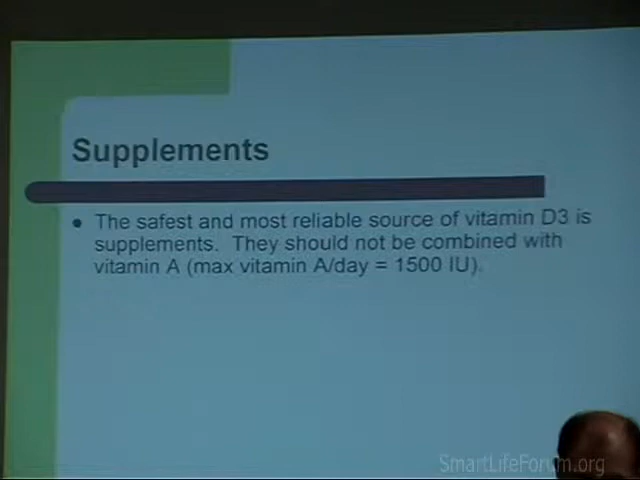 Supplements
The safest and most reliable source of vitamin D3 is
supplements. They should not be combined with
vitamin A (max vitamin A/day = 1500 IU).
SmartLifeForum.org